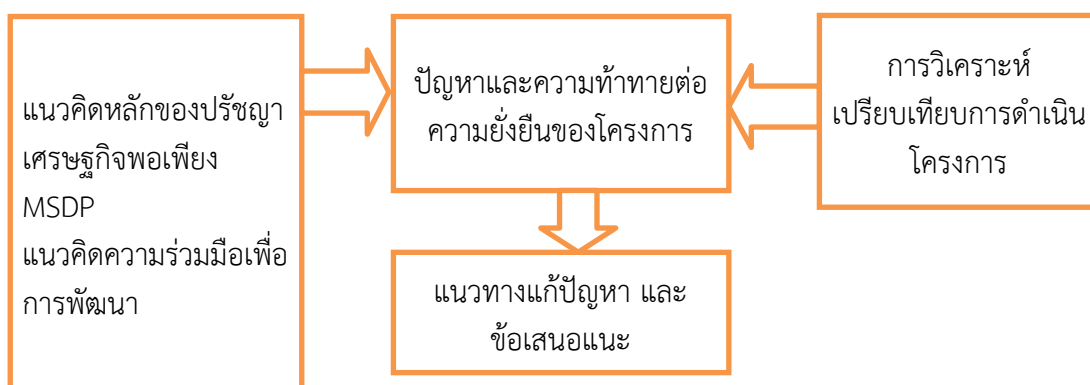 แนวคิดหลักของปรัชญา
เศรษฐกิจพอเพียง
MSDP
แนวคิดความร่วมมือเพื่อ
การพัฒนา
ปัญหาและความท้าทายต่อ
ความยั่งยืนของโครงการ
การวิเคราะห์
เปรียบเทียบการดำเนิน
โครงการ
แนวทางแก้ปัญหา และ
ข้อเสนอแนะ